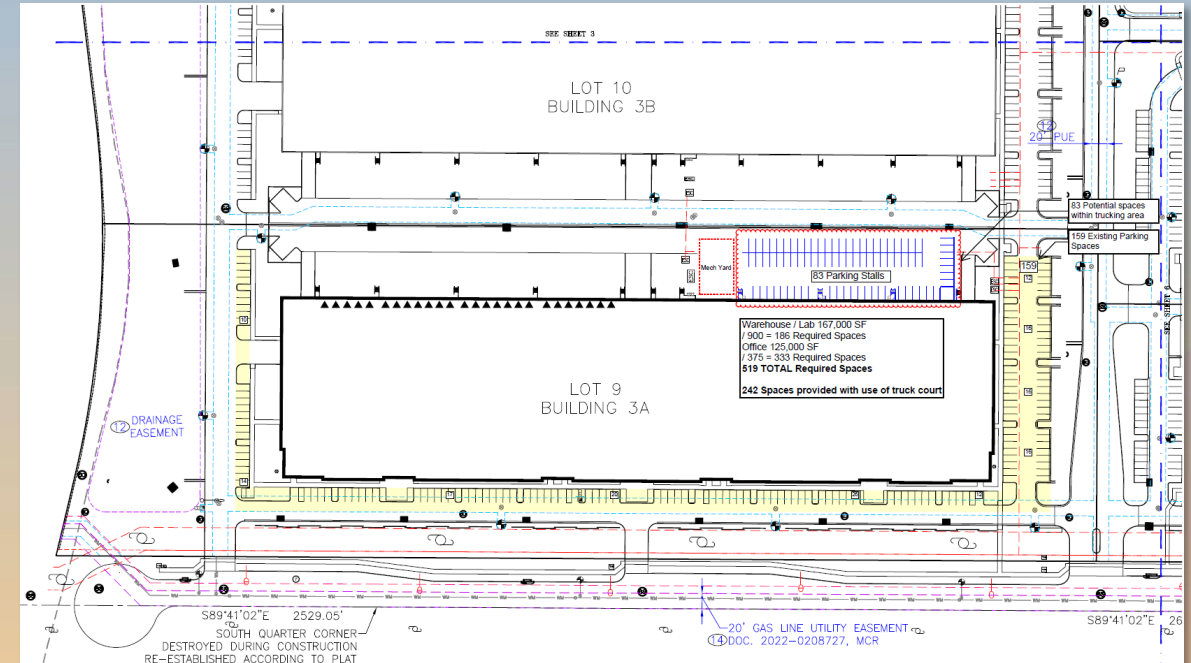 SEE SHEET 3
LOT 10
BUILDING 3B
12
20' PUE
83 Potential spaces
within trucking area
159 Existing Parking
Spaces
159
Mech Yard
83 Parking Stalls
SEE SHEET 6
Warehouse / Lab 167,000 SF
/ 900 = 186 Required Spaces
Office 125,000 SF
/ 375 = 333 Required Spaces
519 TOTAL Required Spaces
242 Spaces provided with use of truck court
LOT 9
BUILDING 3A
12 DRAINAGE
EASEMENT
S89°41'02"E 2529.05'
SOUTH QUARTER CORNER
DESTROYED DURING CONSTRUCTION
RE-ESTABLISHED ACCORDING TO PLAT
20' GAS LINE UTILITY EASEMENT
14 DOC. 2022-0208727, MCR
S89°41'02"E 26